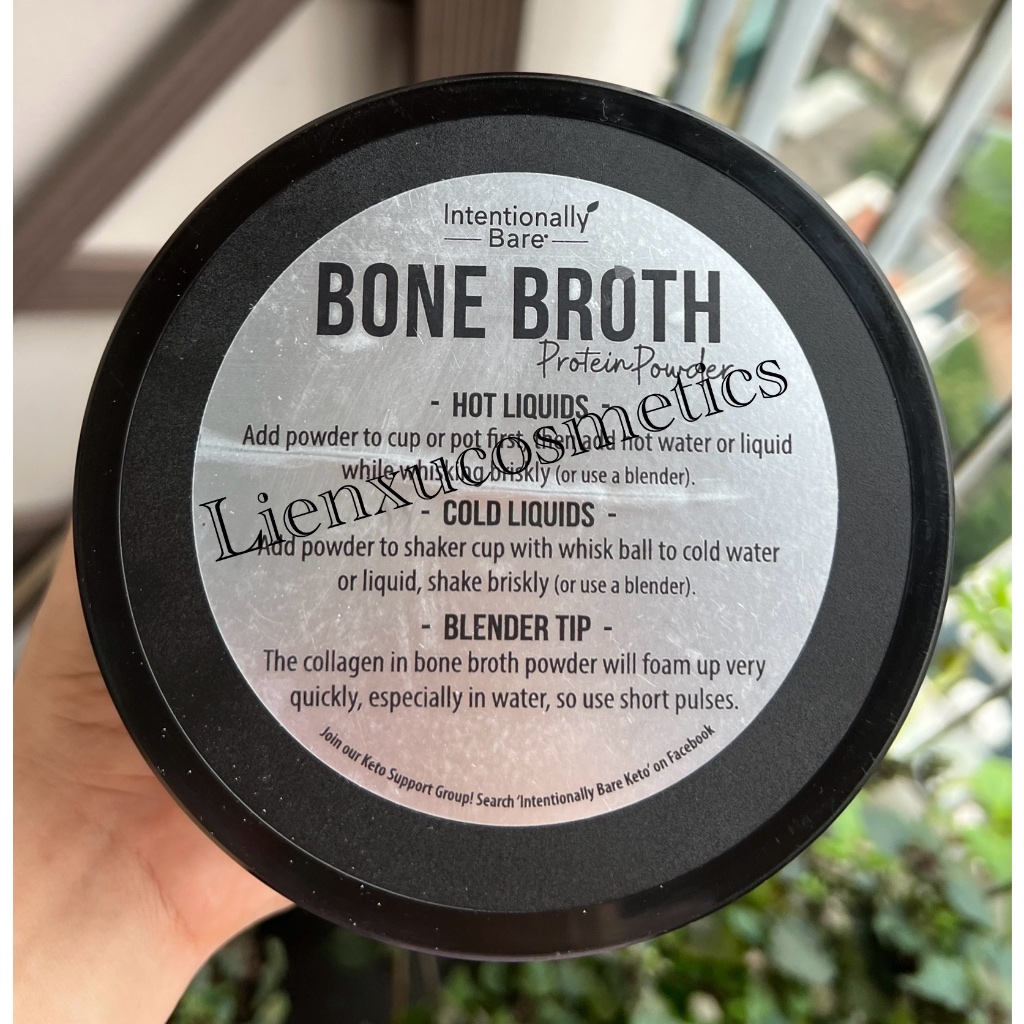 Intentionally
Bare
BONE BROTH
Protein Powder
- HOT LIQUIDS -
Add powder to cup or pot first, then add hot water or liquid
while whisking briskly (or use a blender).
Lienxucosmetics
- COLD LIQUIDS -
Add powder to shaker cup with whisk ball to cold water
or liquid, shake briskly (or use a blender).
- BLENDER TIP -
The collagen in bone broth powder will foam up very
quickly, especially in water, so use short pulses.
Join our Keto Support Group! Search 'Intentionally Bare Keto' on Facebook